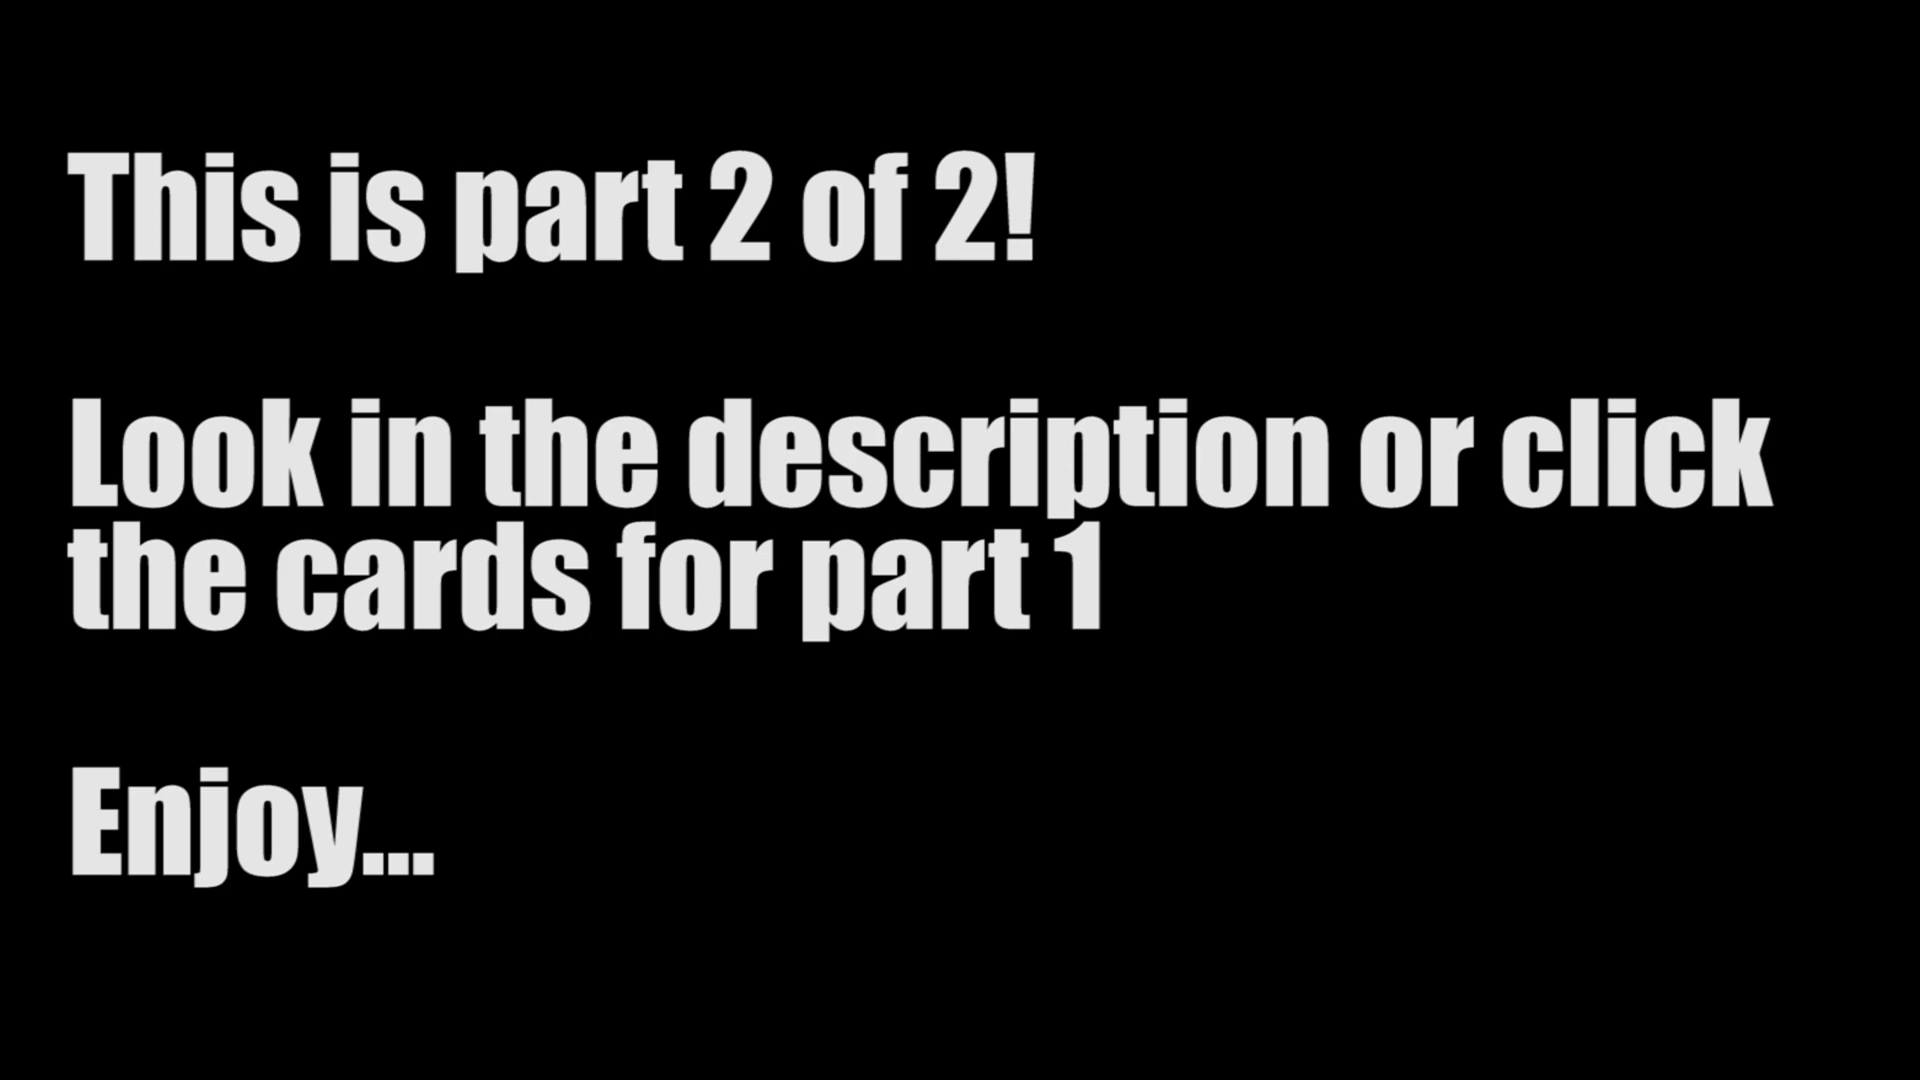 This is part 2 of 2!
Look in the description or click
the cards for part 1
Enjoy...